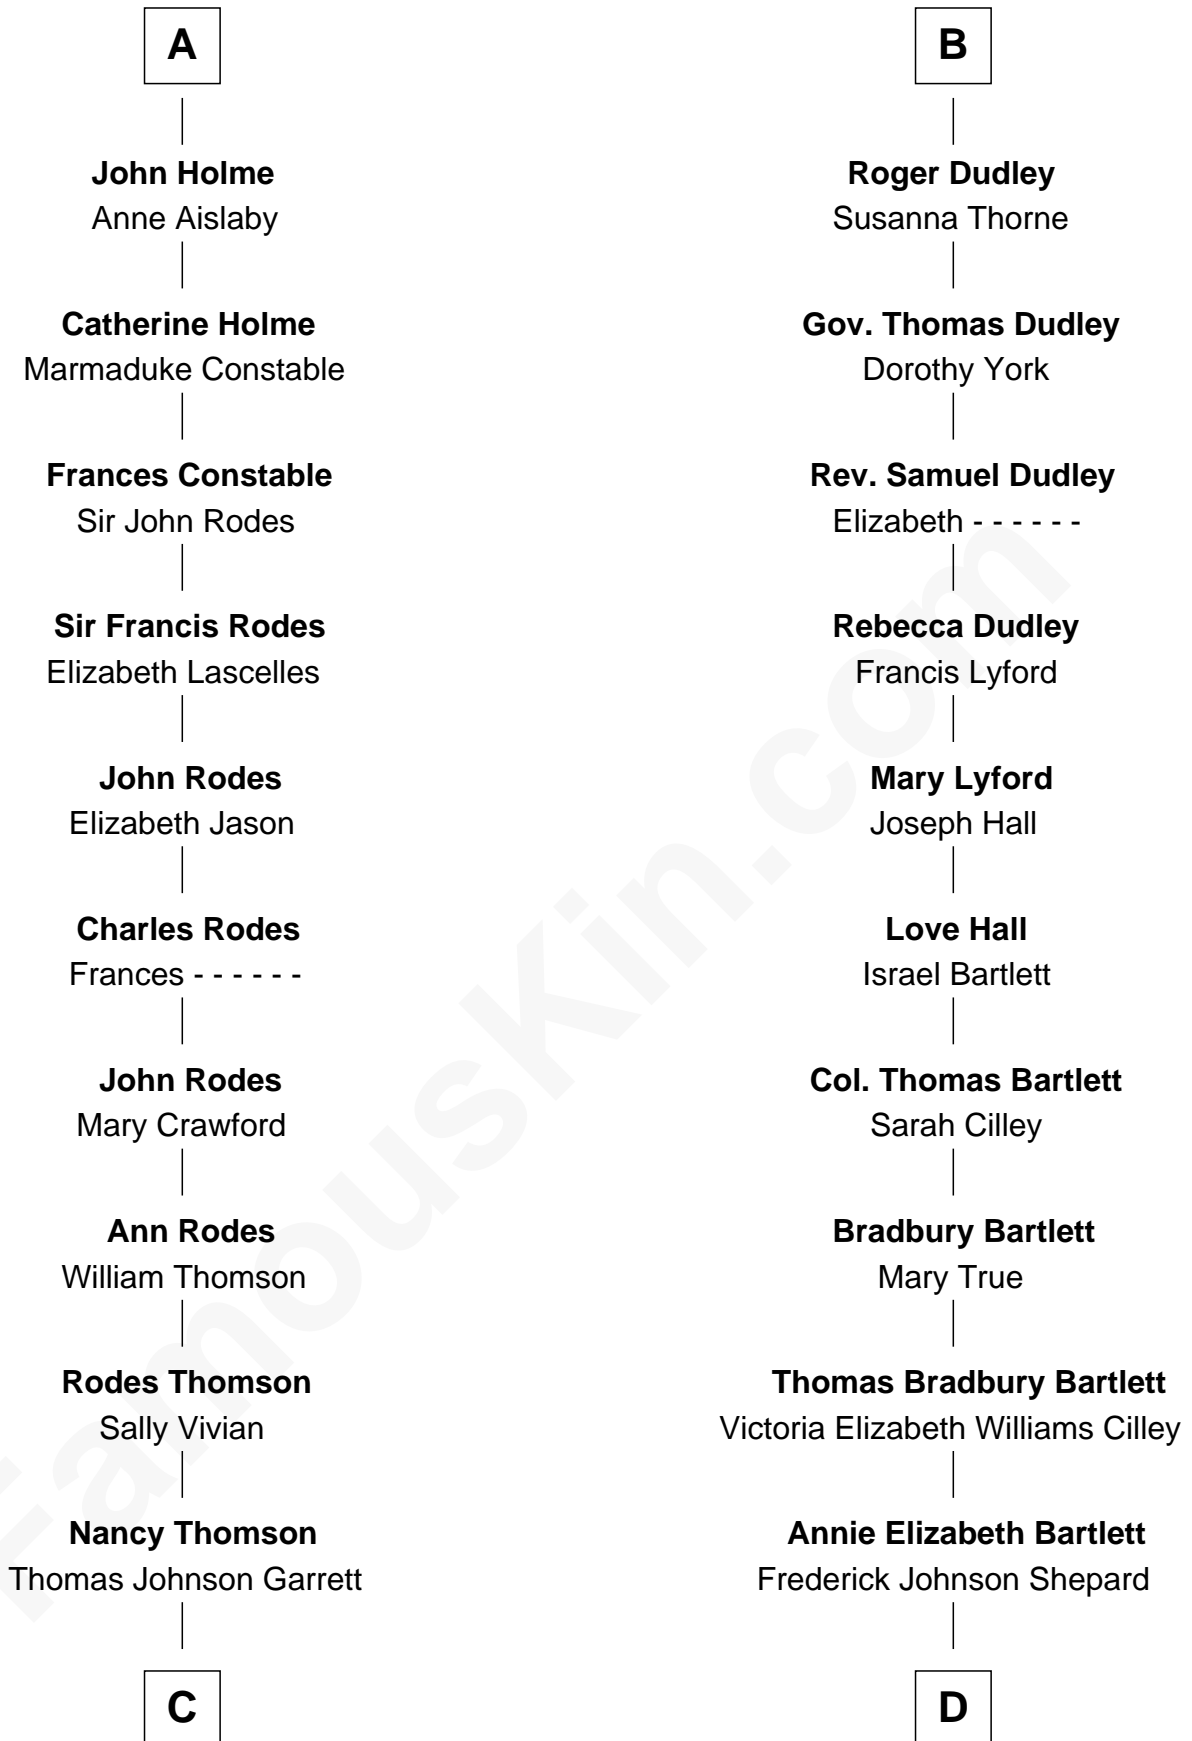 A
John Holme
Anne Aislaby
Catherine Holme
Marmaduke Constable
Frances Constable
Sir John Rodes
Sir Francis Rodes
Elizabeth Lascelles
John Rodes
Elizabeth Jason
Charles Rodes
Frances - - - - - -
John Rodes
Mary Crawford
Ann Rodes
William Thomson
Rodes Thomson
Sally Vivian
Nancy Thomson
Thomas Johnson Garrett
C
B
Roger Dudley
Susanna Thorne
Gov. Thomas Dudley
Dorothy York
Rev. Samuel Dudley
Elizabeth - - - - - -
Rebecca Dudley
Francis Lyford
Mary Lyford
Joseph Hall
Love Hall
Israel Bartlett
Col. Thomas Bartlett
Sarah Cilley
Bradbury Bartlett
Mary True
Thomas Bradbury Bartlett
Victoria Elizabeth Williams Cilley
Annie Elizabeth Bartlett
Frederick Johnson Shepard
D
FamousKin.com